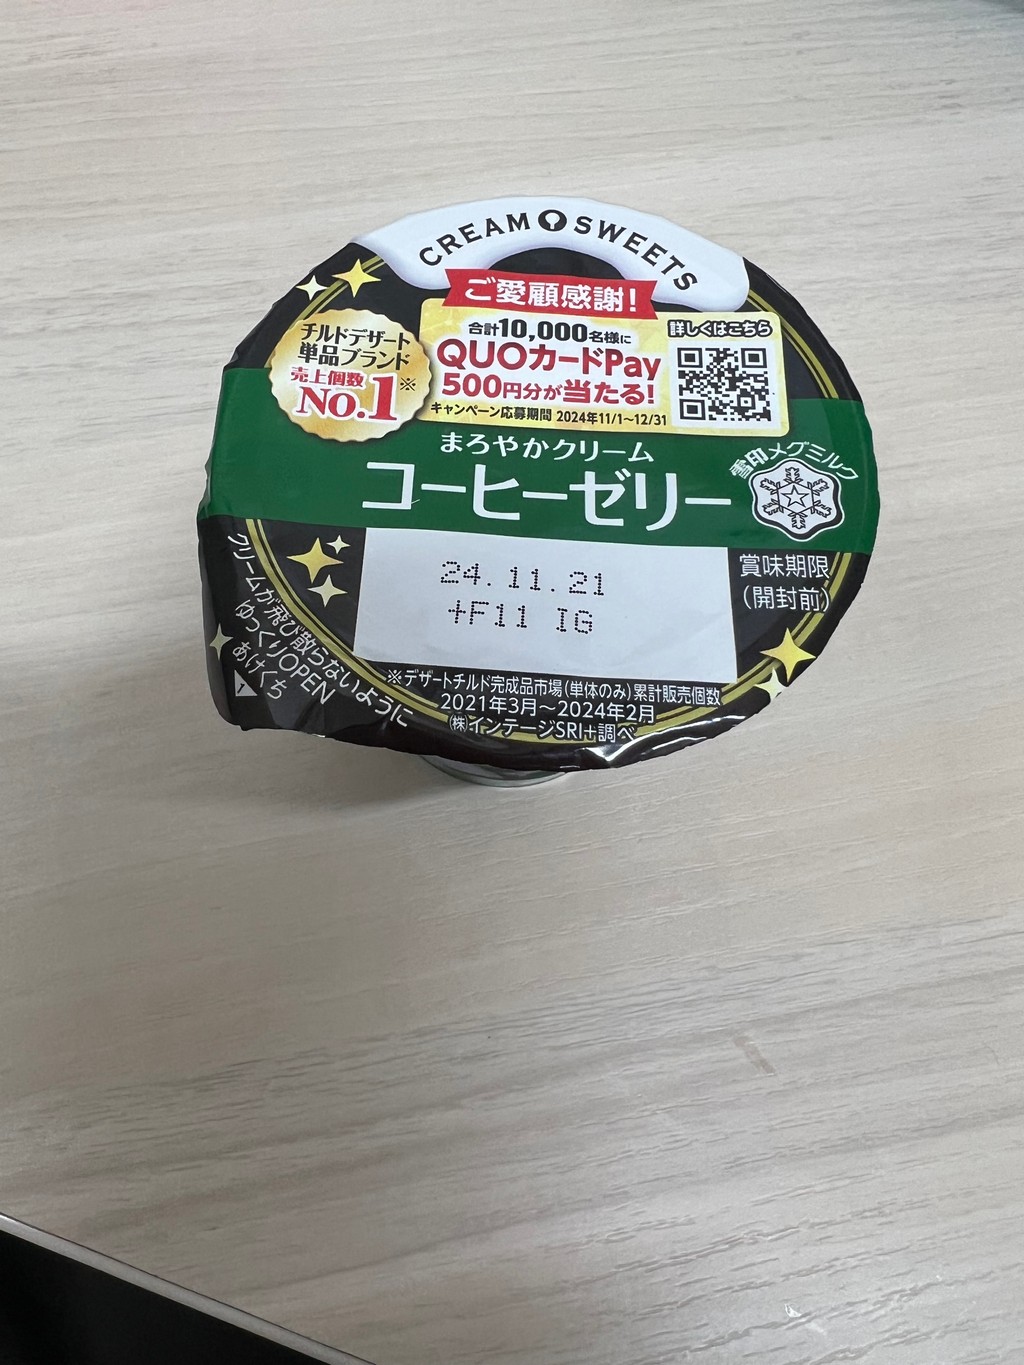 CREAM SWEETS
ご愛顧感謝!
合計10,000名様に
QUOカードPay
500円分が当たる!
キャンペーン応募期間 2024年11/1~12/31
詳しくはこちら
チルドデザート
単品ブランド
売上個数※
No.1
まろやかクリーム
コーヒーゼリー
雪印メグミルク
24.11.21
+F11 IG
賞味期限
(開封前)
クリームが飛び散らないように
ゆっくりOPEN
あけくち
※デザートチルド完成品市場(単体のみ)累計販売個数
2021年3月~2024年2月
㈱インテージSRI+調べ